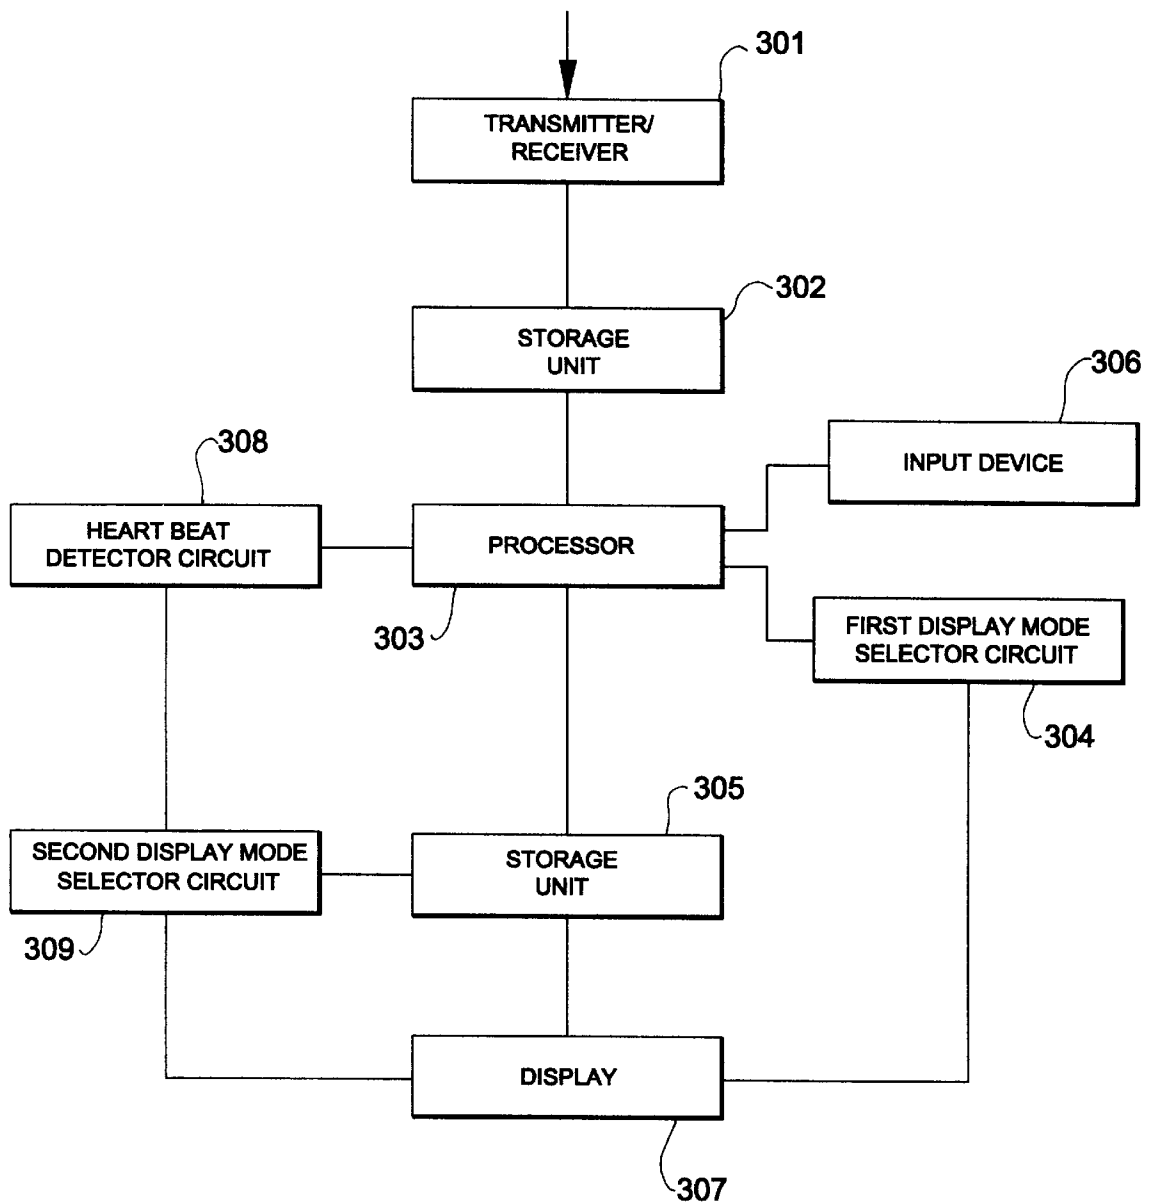 301
TRANSMITTER/
RECEIVER
302
STORAGE
UNIT
306
INPUT DEVICE
308
HEART BEAT
DETECTOR CIRCUIT
PROCESSOR
303
FIRST DISPLAY MODE
SELECTOR CIRCUIT
304
305
SECOND DISPLAY MODE
SELECTOR CIRCUIT
309
STORAGE
UNIT
DISPLAY
307